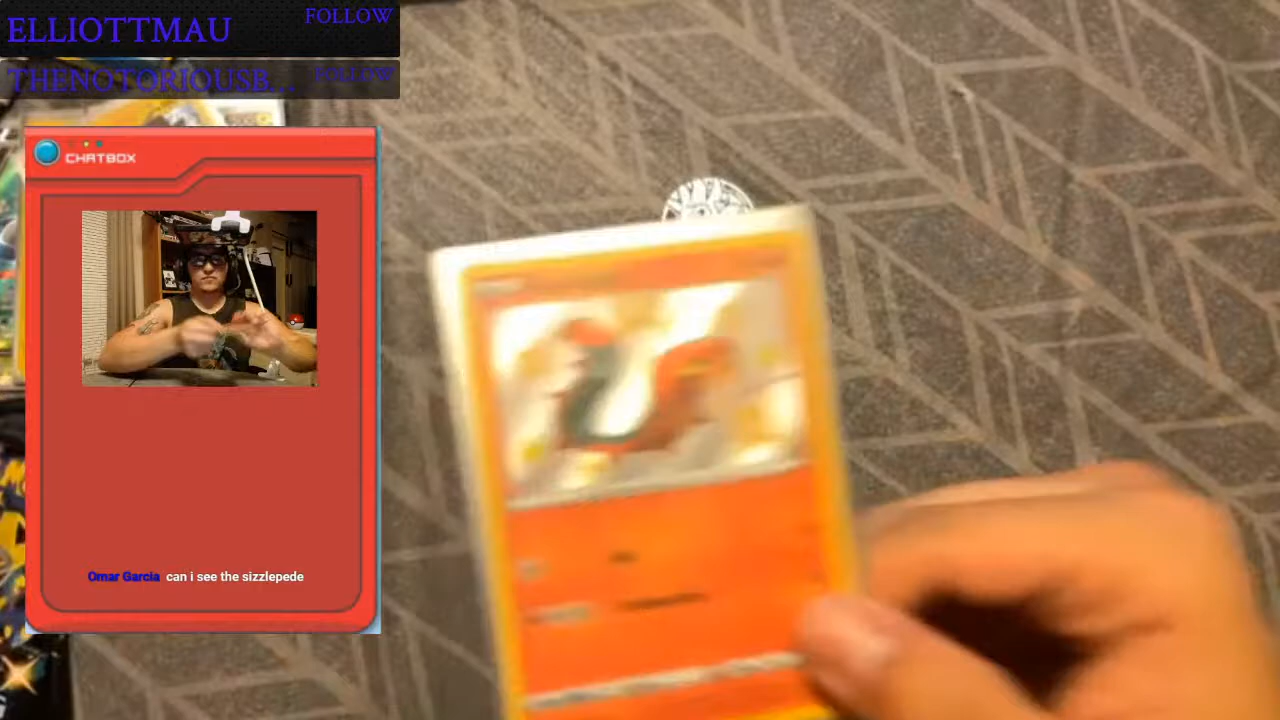 ELLIOTTMAU
FOLLOW
THENOTORIOUSB...
FOLLOW
CHATBOX
Omar Garcia can i see the sizzlepede